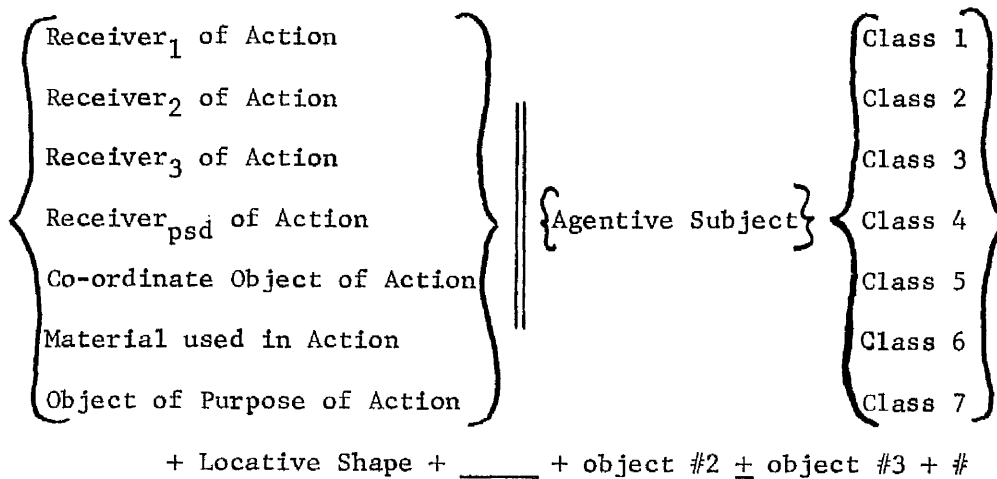 Receiver₁ of Action Class 1
Receiver₂ of Action Class 2
Receiver₃ of Action Class 3
Receiver_psd of Action {Agentive Subject} Class 4
Co-ordinate Object of Action Class 5
Material used in Action Class 6
Object of Purpose of Action Class 7
+ Locative Shape + _____ + object #2 ± object #3 + #